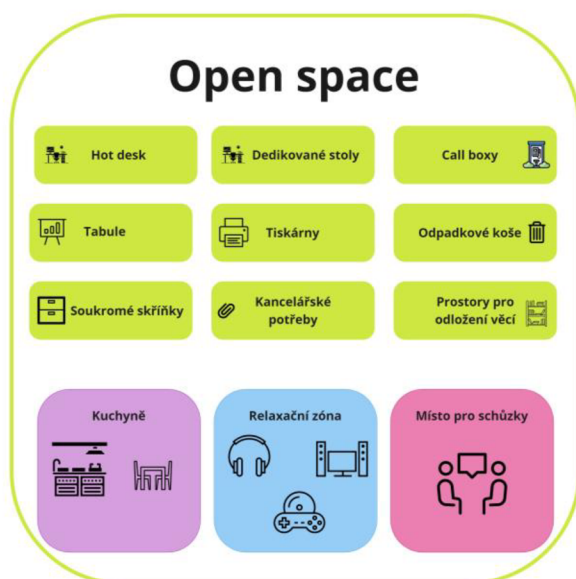 Open space
Hot desk
Dedikované stoly
Call boxy
Tabule
Tiskárny
Odpadkové koše
Soukromé skříňky
Kancelářské
potřeby
Prostory pro
odložení věcí
Kuchyně
Relaxační zóna
Místo pro schůzky